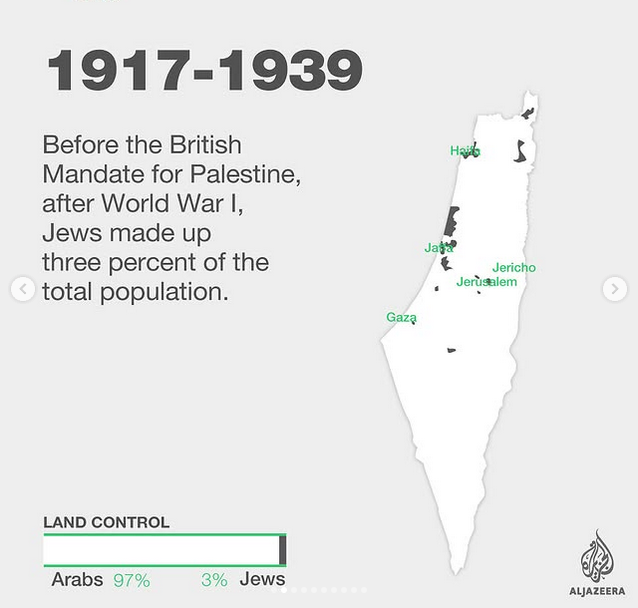 1917-1939
Before the British
Mandate for Palestine,
after World War I,
Jews made up
three percent of the
total population.
Haifa
Jaffa
Jericho
Jerusalem
Gaza
LAND CONTROL
Arabs 97% 3% Jews
ALJAZEERA